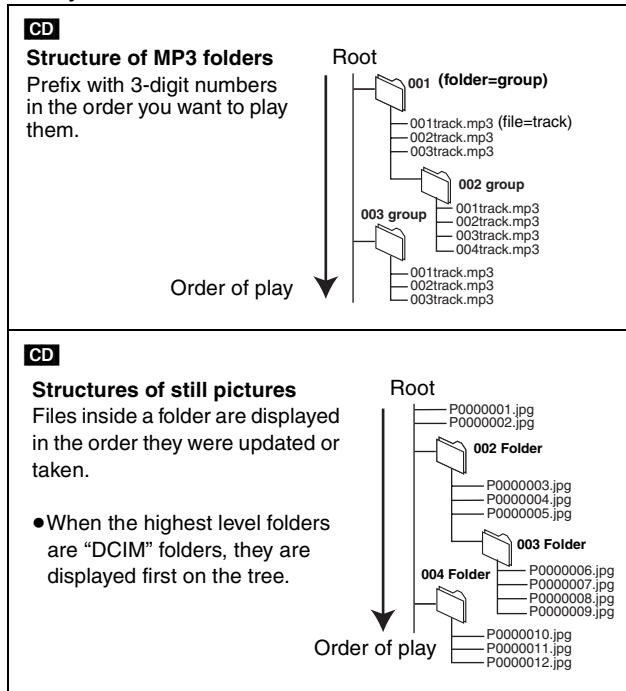 CD
Structure of MP3 folders
Prefix with 3-digit numbers
in the order you want to play
them.
Root
001 (folder=group)
001track.mp3 (file=track)
002track.mp3
003track.mp3
002 group
001track.mp3
002track.mp3
003track.mp3
004track.mp3
003 group
001track.mp3
002track.mp3
003track.mp3
Order of play
CD
Structures of still pictures
Files inside a folder are displayed
in the order they were updated or
taken.
●When the highest level folders
are “DCIM” folders, they are
displayed first on the tree.
Root
P0000001.jpg
P0000002.jpg
002 Folder
P0000003.jpg
P0000004.jpg
P0000005.jpg
003 Folder
P0000006.jpg
P0000007.jpg
P0000008.jpg
P0000009.jpg
004 Folder
P0000010.jpg
P0000011.jpg
P0000012.jpg
Order of play